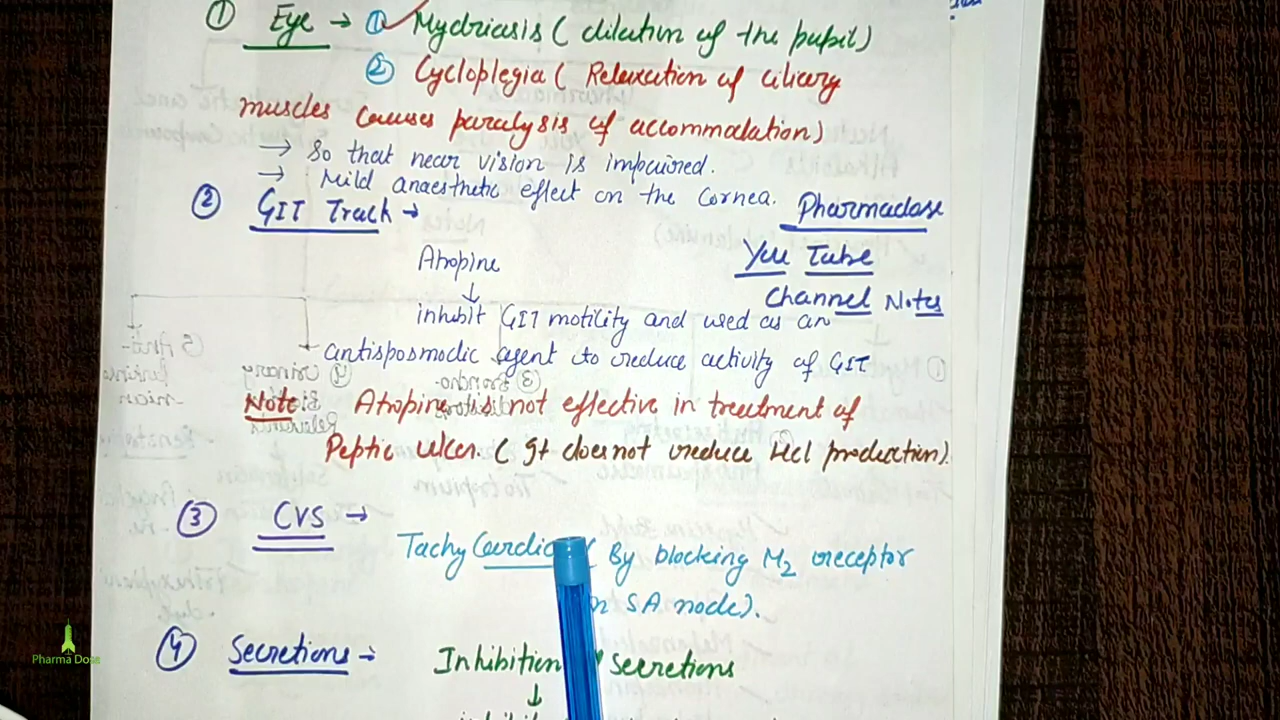 ① Eye → ① Mydriasis ( dilution of the pupil)
② Cycloplegia ( Relaxation of ciliary
muscles causes paralysis of accommodation)
→ So that near vision is impaired.
→ Mild anaesthetic effect on the Cornea.
② GIT Track →
Pharmadose
You Tube
Channel Notes
Atropine
↓
inhibit GIT motility and used as an
antispasmodic agent to reduce activity of GIT
Note Atropine is not effective in treatment of
Peptic ulcer. ( It does not reduce Hcl production).
③ CVS →
Tachycardia ( By blocking M2 receptor
SA node).
④ Secretions → Inhibition secretions
↓
Pharma Dose